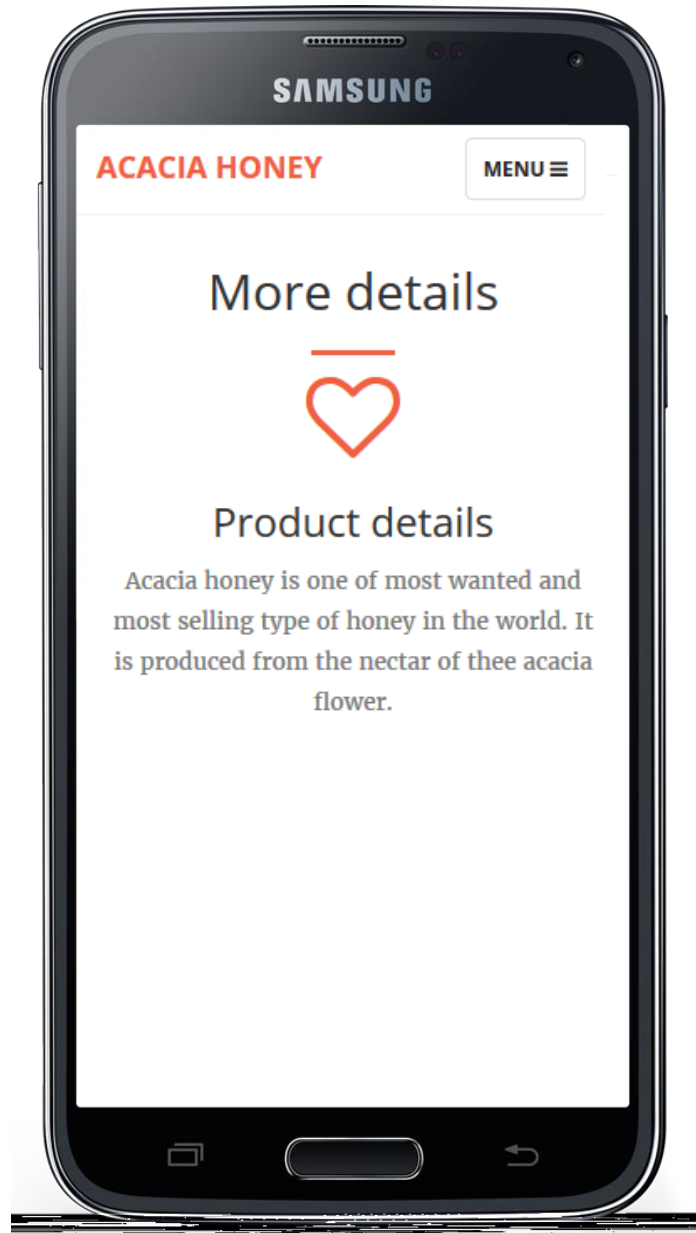 SAMSUNG
ACACIA HONEY
MENU
More details
Product details
Acacia honey is one of most wanted and
most selling type of honey in the world. It
is produced from the nectar of thee acacia
flower.